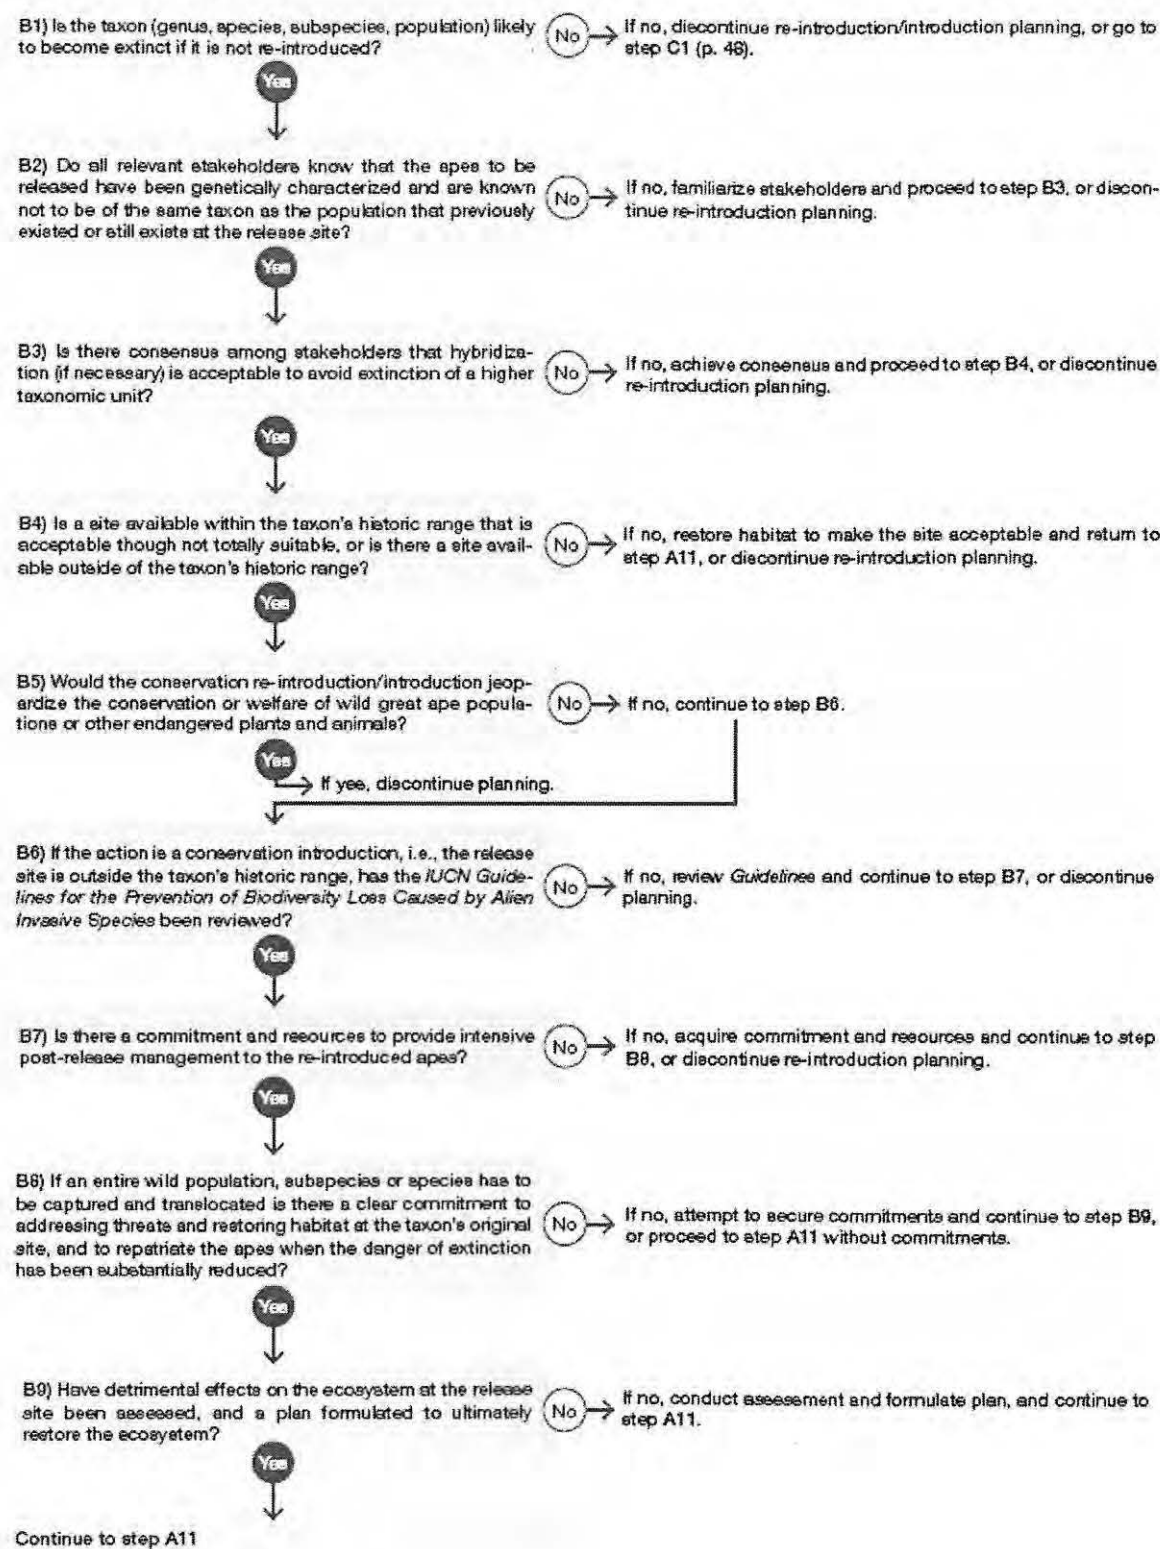 B1) Is the taxon (genus, species, subspecies, population) likely
to become extinct if it is not re-introduced?
No
If no, discontinue re-introduction/introduction planning, or go to
step C1 (p. 46).
Yes
B2) Do all relevant stakeholders know that the apes to be
released have been genetically characterized and are known
not to be of the same taxon as the population that previously
existed or still exists at the release site?
No
If no, familiarize stakeholders and proceed to step B3, or discon-
tinue re-introduction planning.
Yes
B3) Is there consensus among stakeholders that hybridiza-
tion (if necessary) is acceptable to avoid extinction of a higher
taxonomic unit?
No
If no, achieve consensus and proceed to step B4, or discontinue
re-introduction planning.
Yes
B4) Is a site available within the taxon's historic range that is
acceptable though not totally suitable, or is there a site avail-
able outside of the taxon's historic range?
No
If no, restore habitat to make the site acceptable and return to
step A11, or discontinue re-introduction planning.
Yes
B5) Would the conservation re-introduction/introduction jeop-
ardize the conservation or welfare of wild great ape popula-
tions or other endangered plants and animals?
No
If no, continue to step B6.
Yes
If yes, discontinue planning.
B6) If the action is a conservation introduction, i.e., the release
site is outside the taxon's historic range, has the IUCN Guide-
lines for the Prevention of Biodiversity Loss Caused by Alien
Invasive Species been reviewed?
No
If no, review Guidelines and continue to step B7, or discontinue
planning.
Yes
B7) Is there a commitment and resources to provide intensive
post-release management to the re-introduced apes?
No
If no, acquire commitment and resources and continue to step
B8, or discontinue re-introduction planning.
Yes
B8) If an entire wild population, subspecies or species has to
be captured and translocated is there a clear commitment to
addressing threats and restoring habitat at the taxon's original
site, and to repatriate the apes when the danger of extinction
has been substantially reduced?
No
If no, attempt to secure commitments and continue to step B9,
or proceed to step A11 without commitments.
Yes
B9) Have detrimental effects on the ecosystem at the release
site been assessed, and a plan formulated to ultimately
restore the ecosystem?
No
If no, conduct assessment and formulate plan, and continue to
step A11.
Yes
Continue to step A11